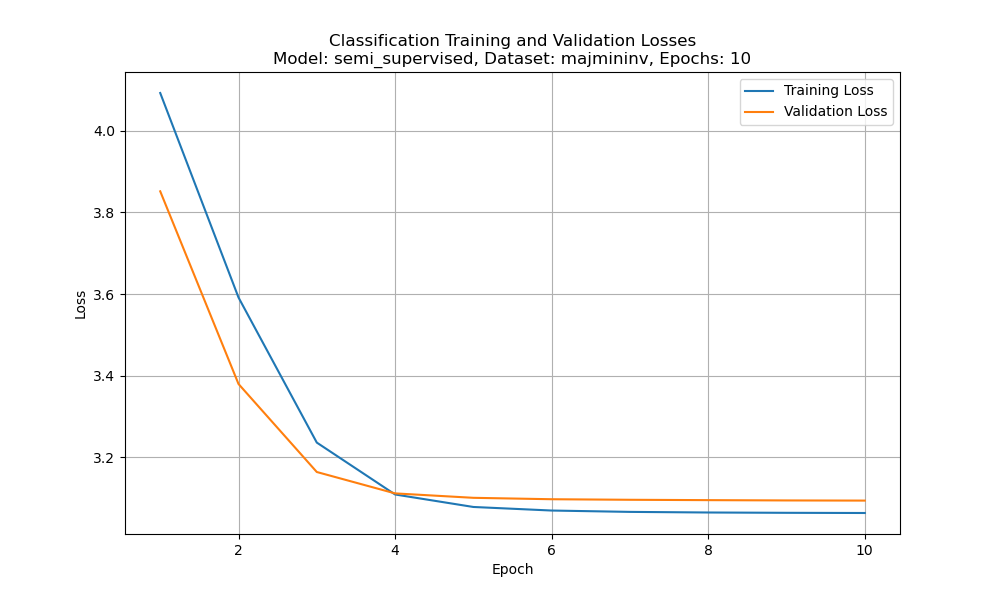 Classification Training and Validation Losses
Model: semi_supervised, Dataset: majmininv, Epochs: 10
Training Loss
Validation Loss
4.0
3.8
3.6
3.4
3.2
Loss
2
4
6
8
10
Epoch